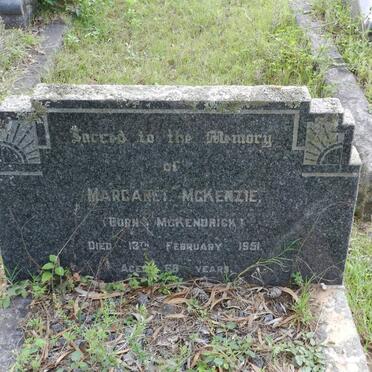 Sacred to the Memory
of
MARGARET MCKENZIE,
(BORN MCKENDRICK)
DIED 13TH FEBRUARY 1951
AGED YEARS